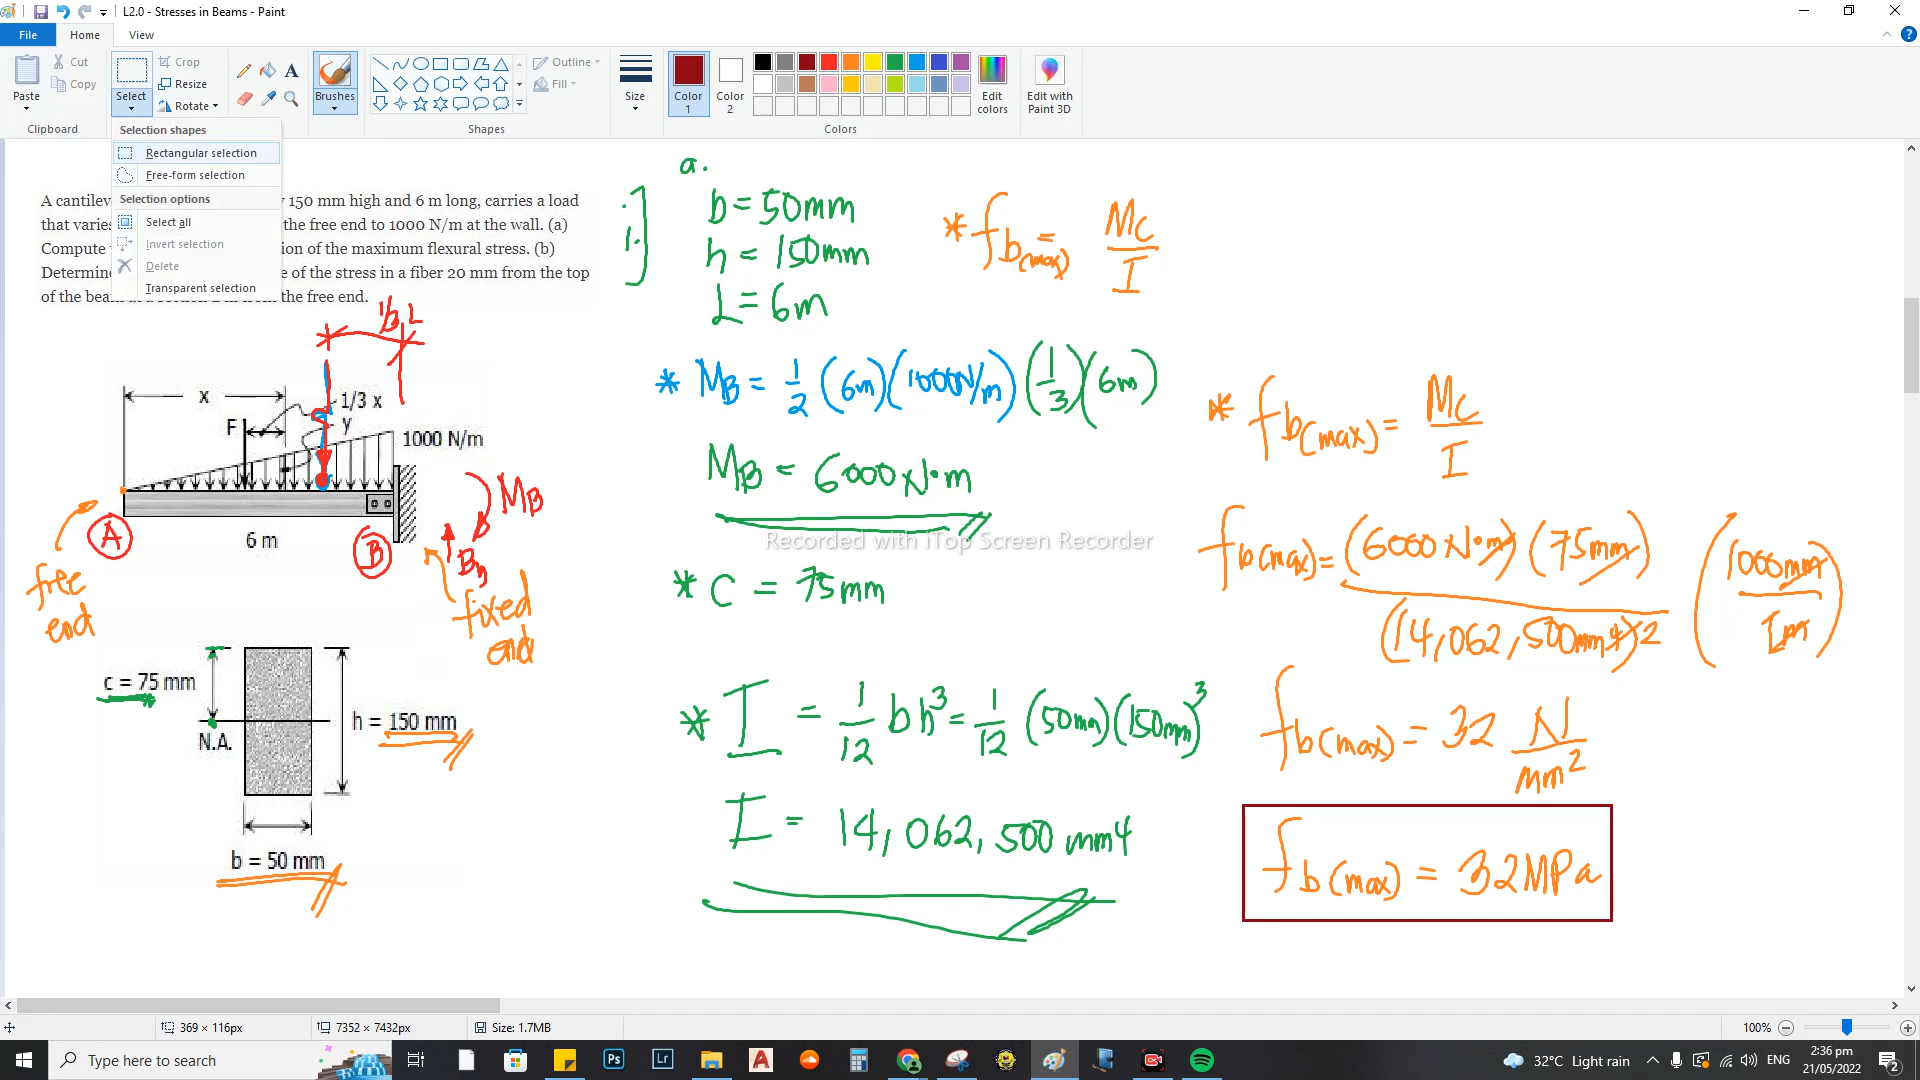 L2.0 - Stresses in Beams - Paint
File Home View
Paste Cut Copy Clipboard
Select Crop Resize Rotate
Brushes
Shapes Outline Fill
Size
Color 1 Color 2 Edit colors Colors
Edit with Paint 3D
Selection shapes
Rectangular selection
Free-form selection
Selection options
Select all
Invert selection
Delete
Transparent selection
A cantilev 150 mm high and 6 m long, carries a load
that varies the free end to 1000 N/m at the wall. (a)
Compute ion of the maximum flexural stress. (b)
Determine e of the stress in a fiber 20 mm from the top
of the beam the free end.
1/3 L
x
1/3 x
F
y
1000 N/m
A
6 m
B
MB
Bn
free end
fixed end
c = 75 mm
N.A.
h = 150 mm
b = 50 mm
a.
b = 50mm
h = 150mm
L = 6m
* fb(max) = Mc / I
* MB = 1/2 (6m)(1000N/m)(1/3)(6m)
MB = 6000 N·m
* C = 75mm
* I = 1/12 bh³ = 1/12 (50mm)(150mm)³
I = 14,062,500 mm4
* fb(max) = Mc / I
fb(max) = (6000 N·m)(75mm) / (14,062,500mm4)2 (1000mm / 1m)
fb(max) = 32 N / mm²
fb(max) = 32MPa
Recorded with iTop Screen Recorder
369 × 116px
7352 × 7432px
Size: 1.7MB
100%
Type here to search
Ps
Lr
32°C Light rain
ENG
2:36 pm
21/05/2022
2